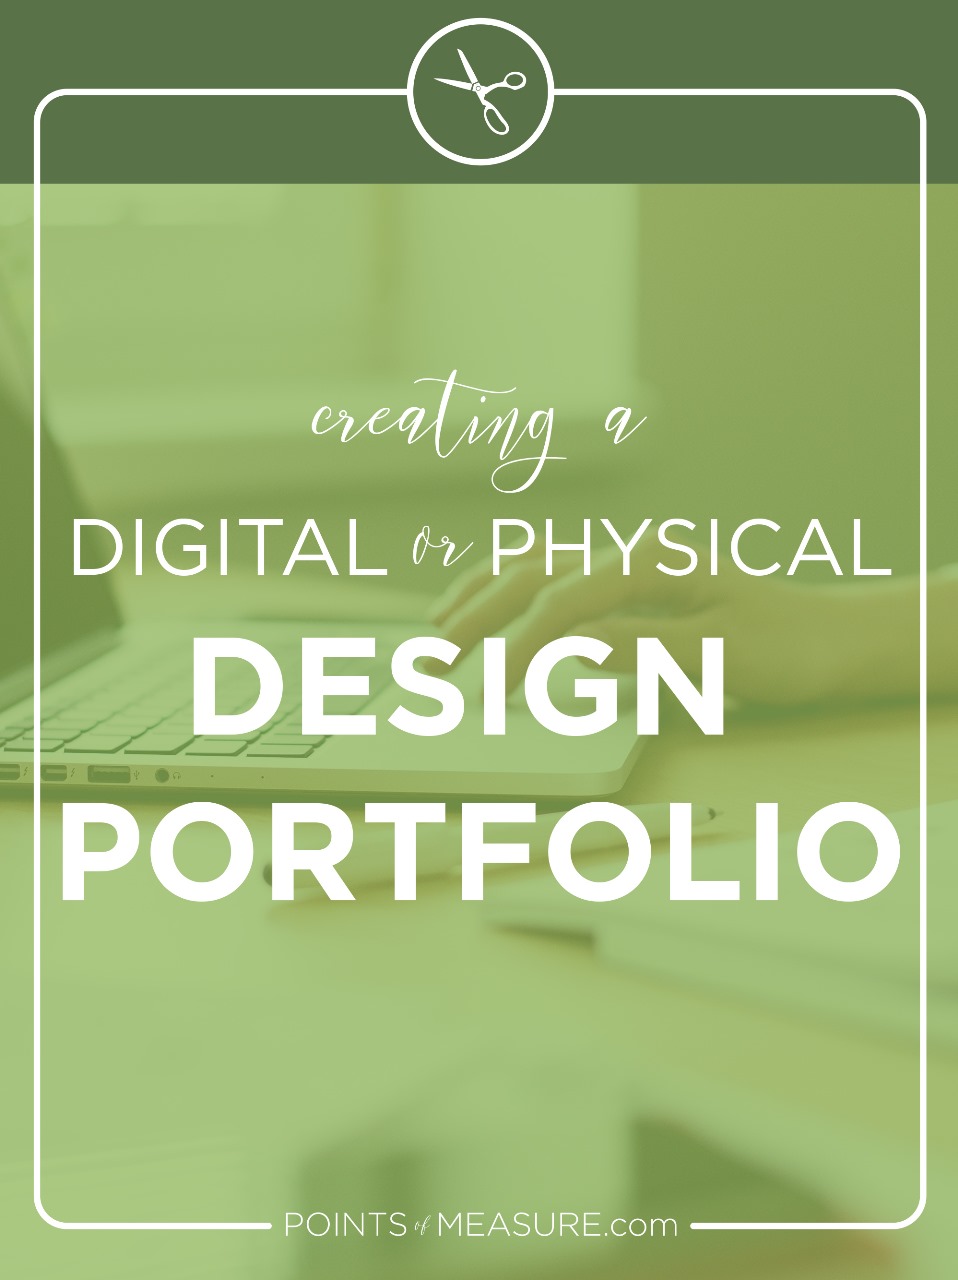 creating a
DIGITAL or PHYSICAL
DESIGN
PORTFOLIO
POINTS of MEASURE.com